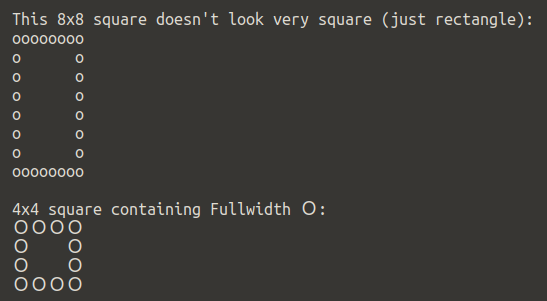 This 8x8 square doesn't look very square (just rectangle):
oooooooo
o      o
o      o
o      o
o      o
o      o
o      o
oooooooo

4x4 square containing Fullwidth Ｏ:
ＯＯＯＯ
Ｏ　　Ｏ
Ｏ　　Ｏ
ＯＯＯＯ